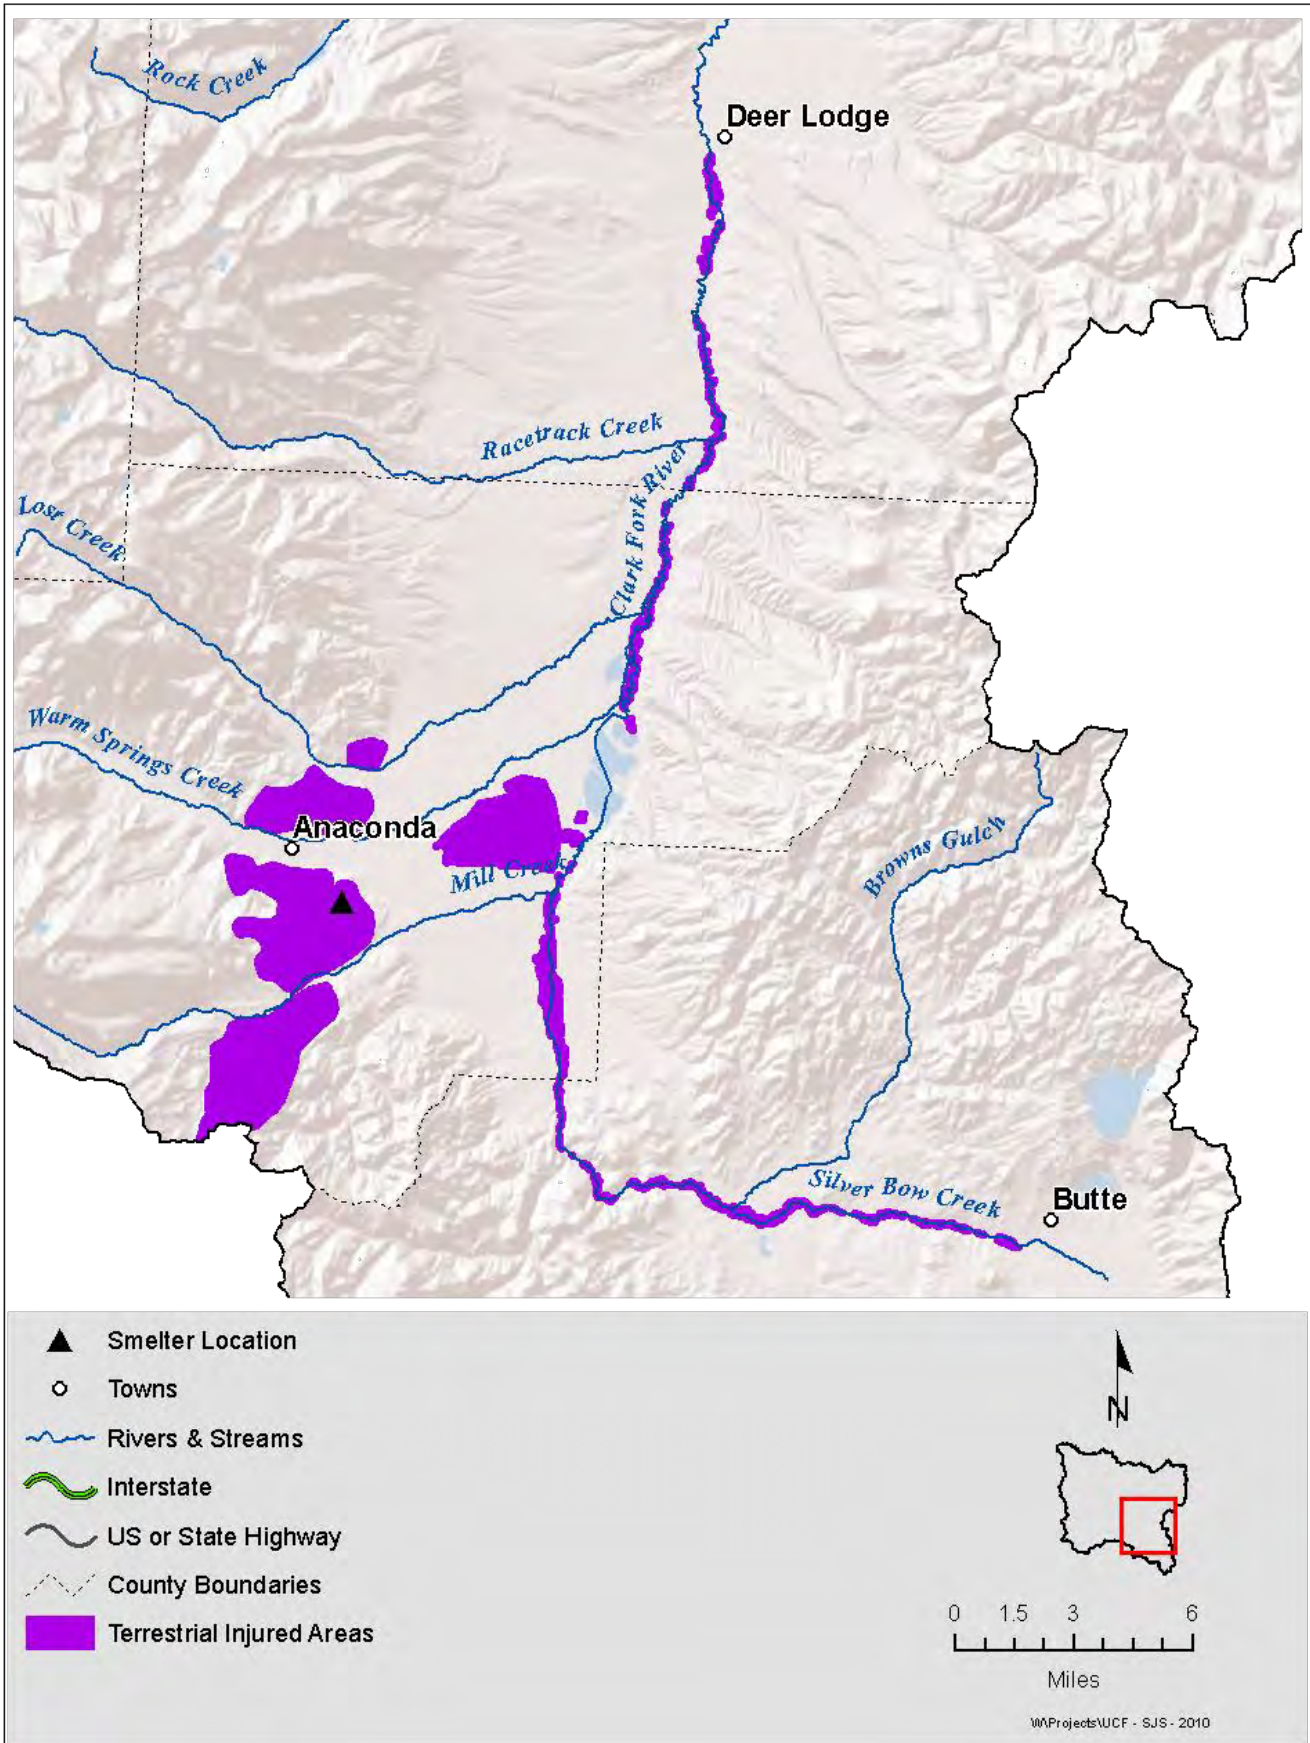 Rock Creek
Deer Lodge
Racetrack Creek
Clark Fork River
Lost Creek
Warm Springs Creek
Anaconda
Mill Creek
Browns Gulch
Silver Bow Creek
Butte
Smelter Location
Towns
Rivers & Streams
Interstate
US or State Highway
County Boundaries
Terrestrial Injured Areas
N
0 1.5 3 6
Miles
W:\Projects\UCF - SJS - 2010